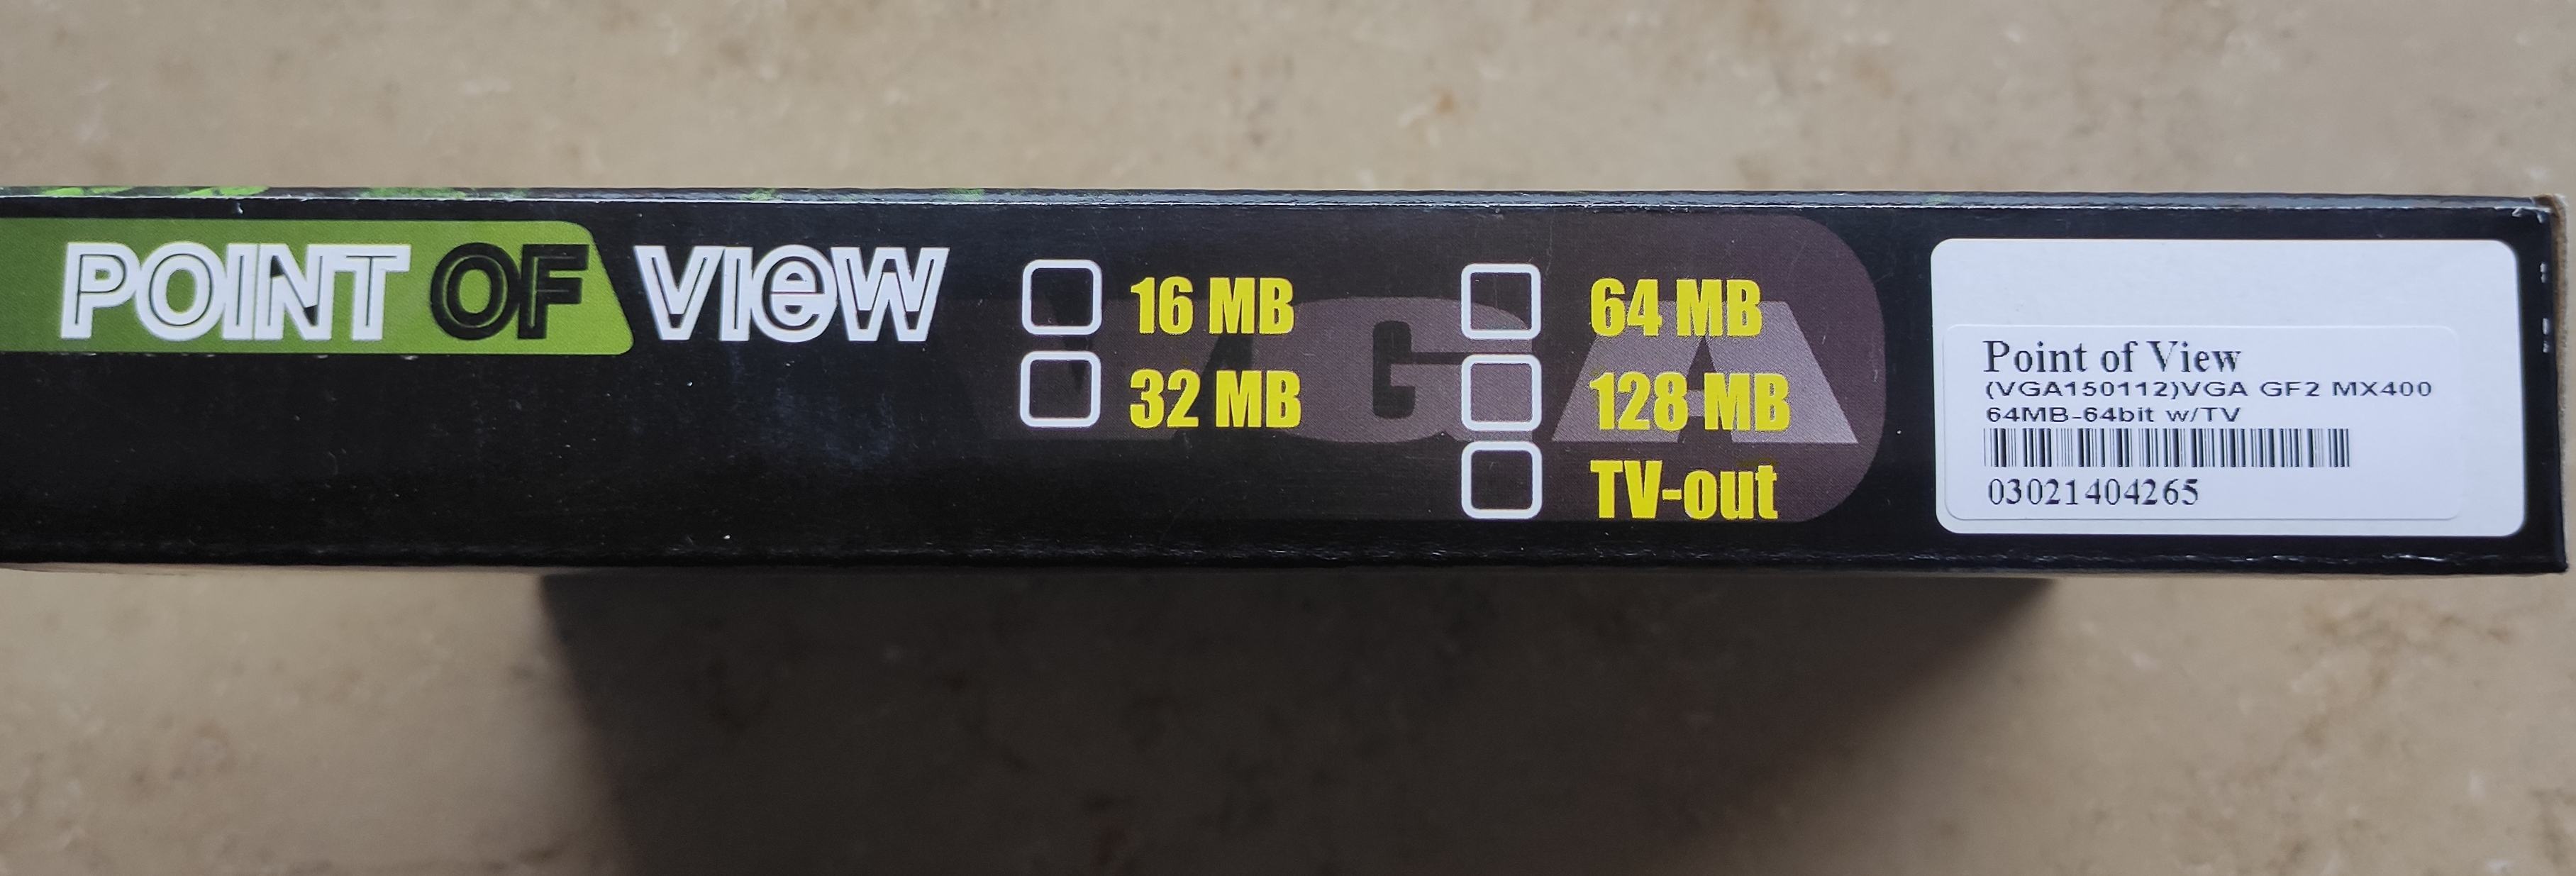 POINT OF VIeW
16 MB
32 MB
64 MB
128 MB
TV-out
VGA
Point of View
(VGA150112)VGA GF2 MX400
64MB-64bit w/TV
03021404265